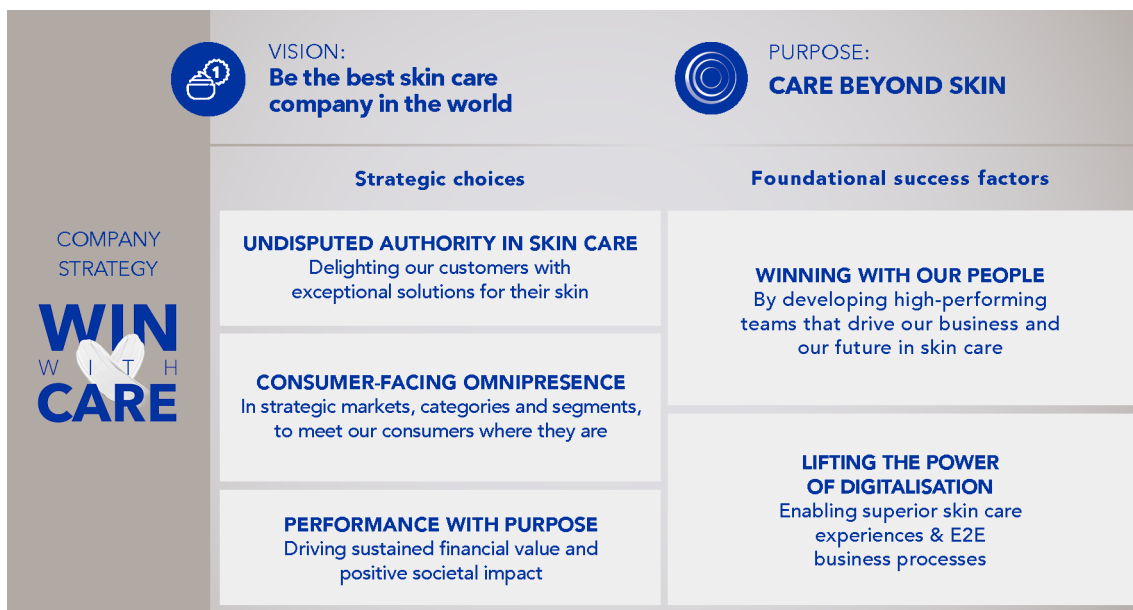 VISION:
Be the best skin care
company in the world
1
PURPOSE:
CARE BEYOND SKIN
COMPANY
STRATEGY
WIN
WITH
CARE
Strategic choices
UNDISPUTED AUTHORITY IN SKIN CARE
Delighting our customers with
exceptional solutions for their skin
CONSUMER-FACING OMNIPRESENCE
In strategic markets, categories and segments,
to meet our consumers where they are
PERFORMANCE WITH PURPOSE
Driving sustained financial value and
positive societal impact
Foundational success factors
WINNING WITH OUR PEOPLE
By developing high-performing
teams that drive our business and
our future in skin care
LIFTING THE POWER
OF DIGITALISATION
Enabling superior skin care
experiences & E2E
business processes